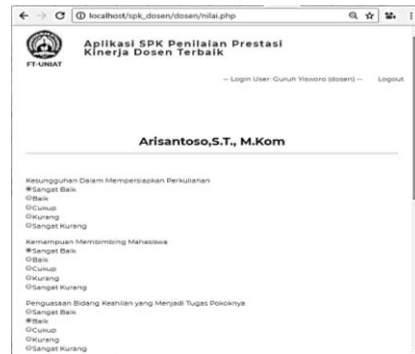 localhost/spk_dosen/dosen/nilai.php
Aplikasi SPK Penilaian Prestasi
Kinerja Dosen Terbaik
FT-UNIAT
-- Login User: Guruh Yisworo (dosen) -- Logout
Arisantoso,S.T., M.Kom
Kesungguhan Dalam Mempersiapkan Perkuliahan
Sangat Baik
Baik
Cukup
Kurang
Sangat Kurang
Kemampuan Membimbing Mahasiswa
Sangat Baik
Baik
Cukup
Kurang
Sangat Kurang
Penguasaan Bidang Keahlian yang Menjadi Tugas Pokoknya
Sangat Baik
Baik
Cukup
Kurang
Sangat Kurang